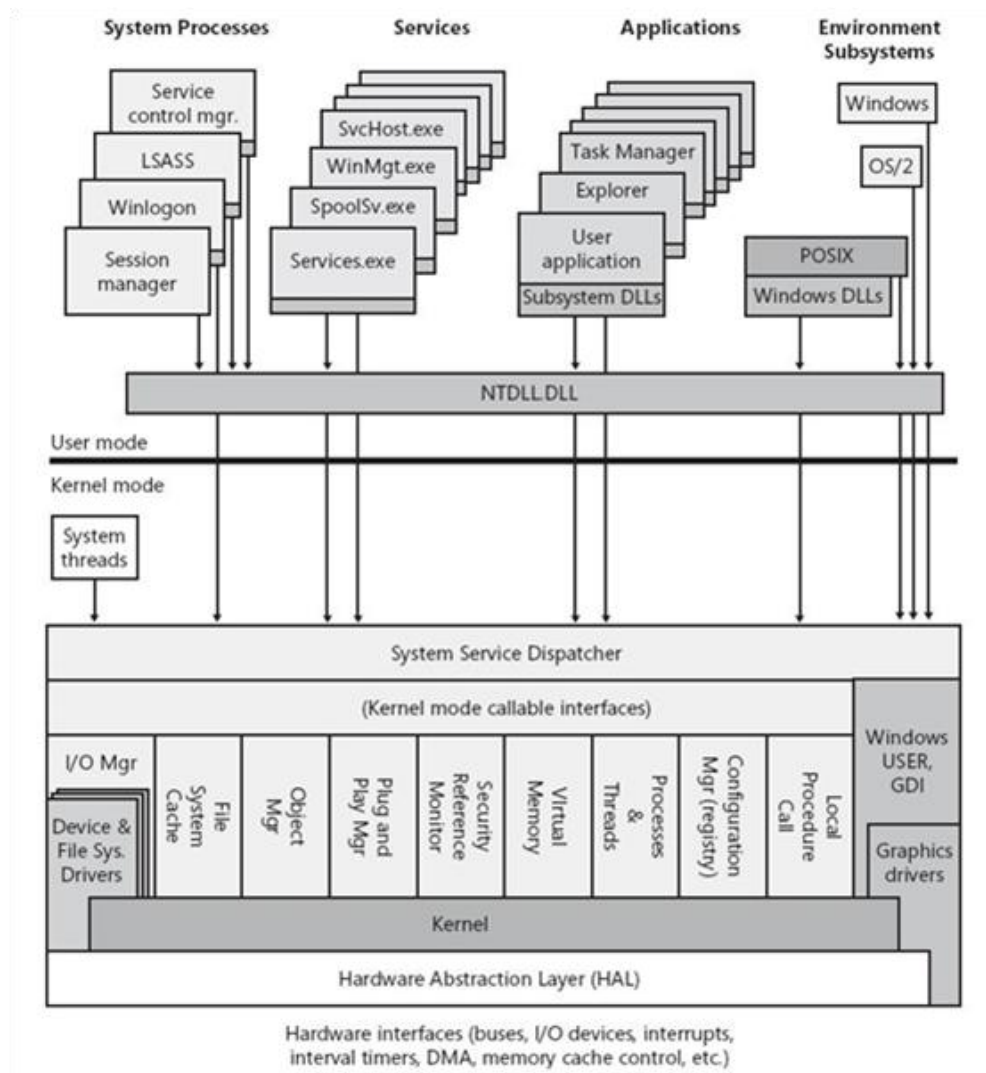 System Processes
Services
Applications
Environment
Subsystems
Service
control mgr.
LSASS
Winlogon
Session
manager
SvcHost.exe
WinMgt.exe
SpoolSv.exe
Services.exe
Task Manager
Explorer
User
application
Subsystem DLLs
Windows
OS/2
POSIX
Windows DLLs
NTDLL.DLL
User mode
Kernel mode
System
threads
System Service Dispatcher
(Kernel mode callable interfaces)
I/O Mgr
Device &
File Sys.
Drivers
File
System
Cache
Object
Mgr
Plug and
Play Mgr
Security
Reference
Monitor
VIrtual
Memory
Processes
&
Threads
Configuration
Mgr (registry)
Local
Procedure
Call
Windows
USER,
GDI
Graphics
drivers
Kernel
Hardware Abstraction Layer (HAL)
Hardware interfaces (buses, I/O devices, interrupts,
interval timers, DMA, memory cache control, etc.)